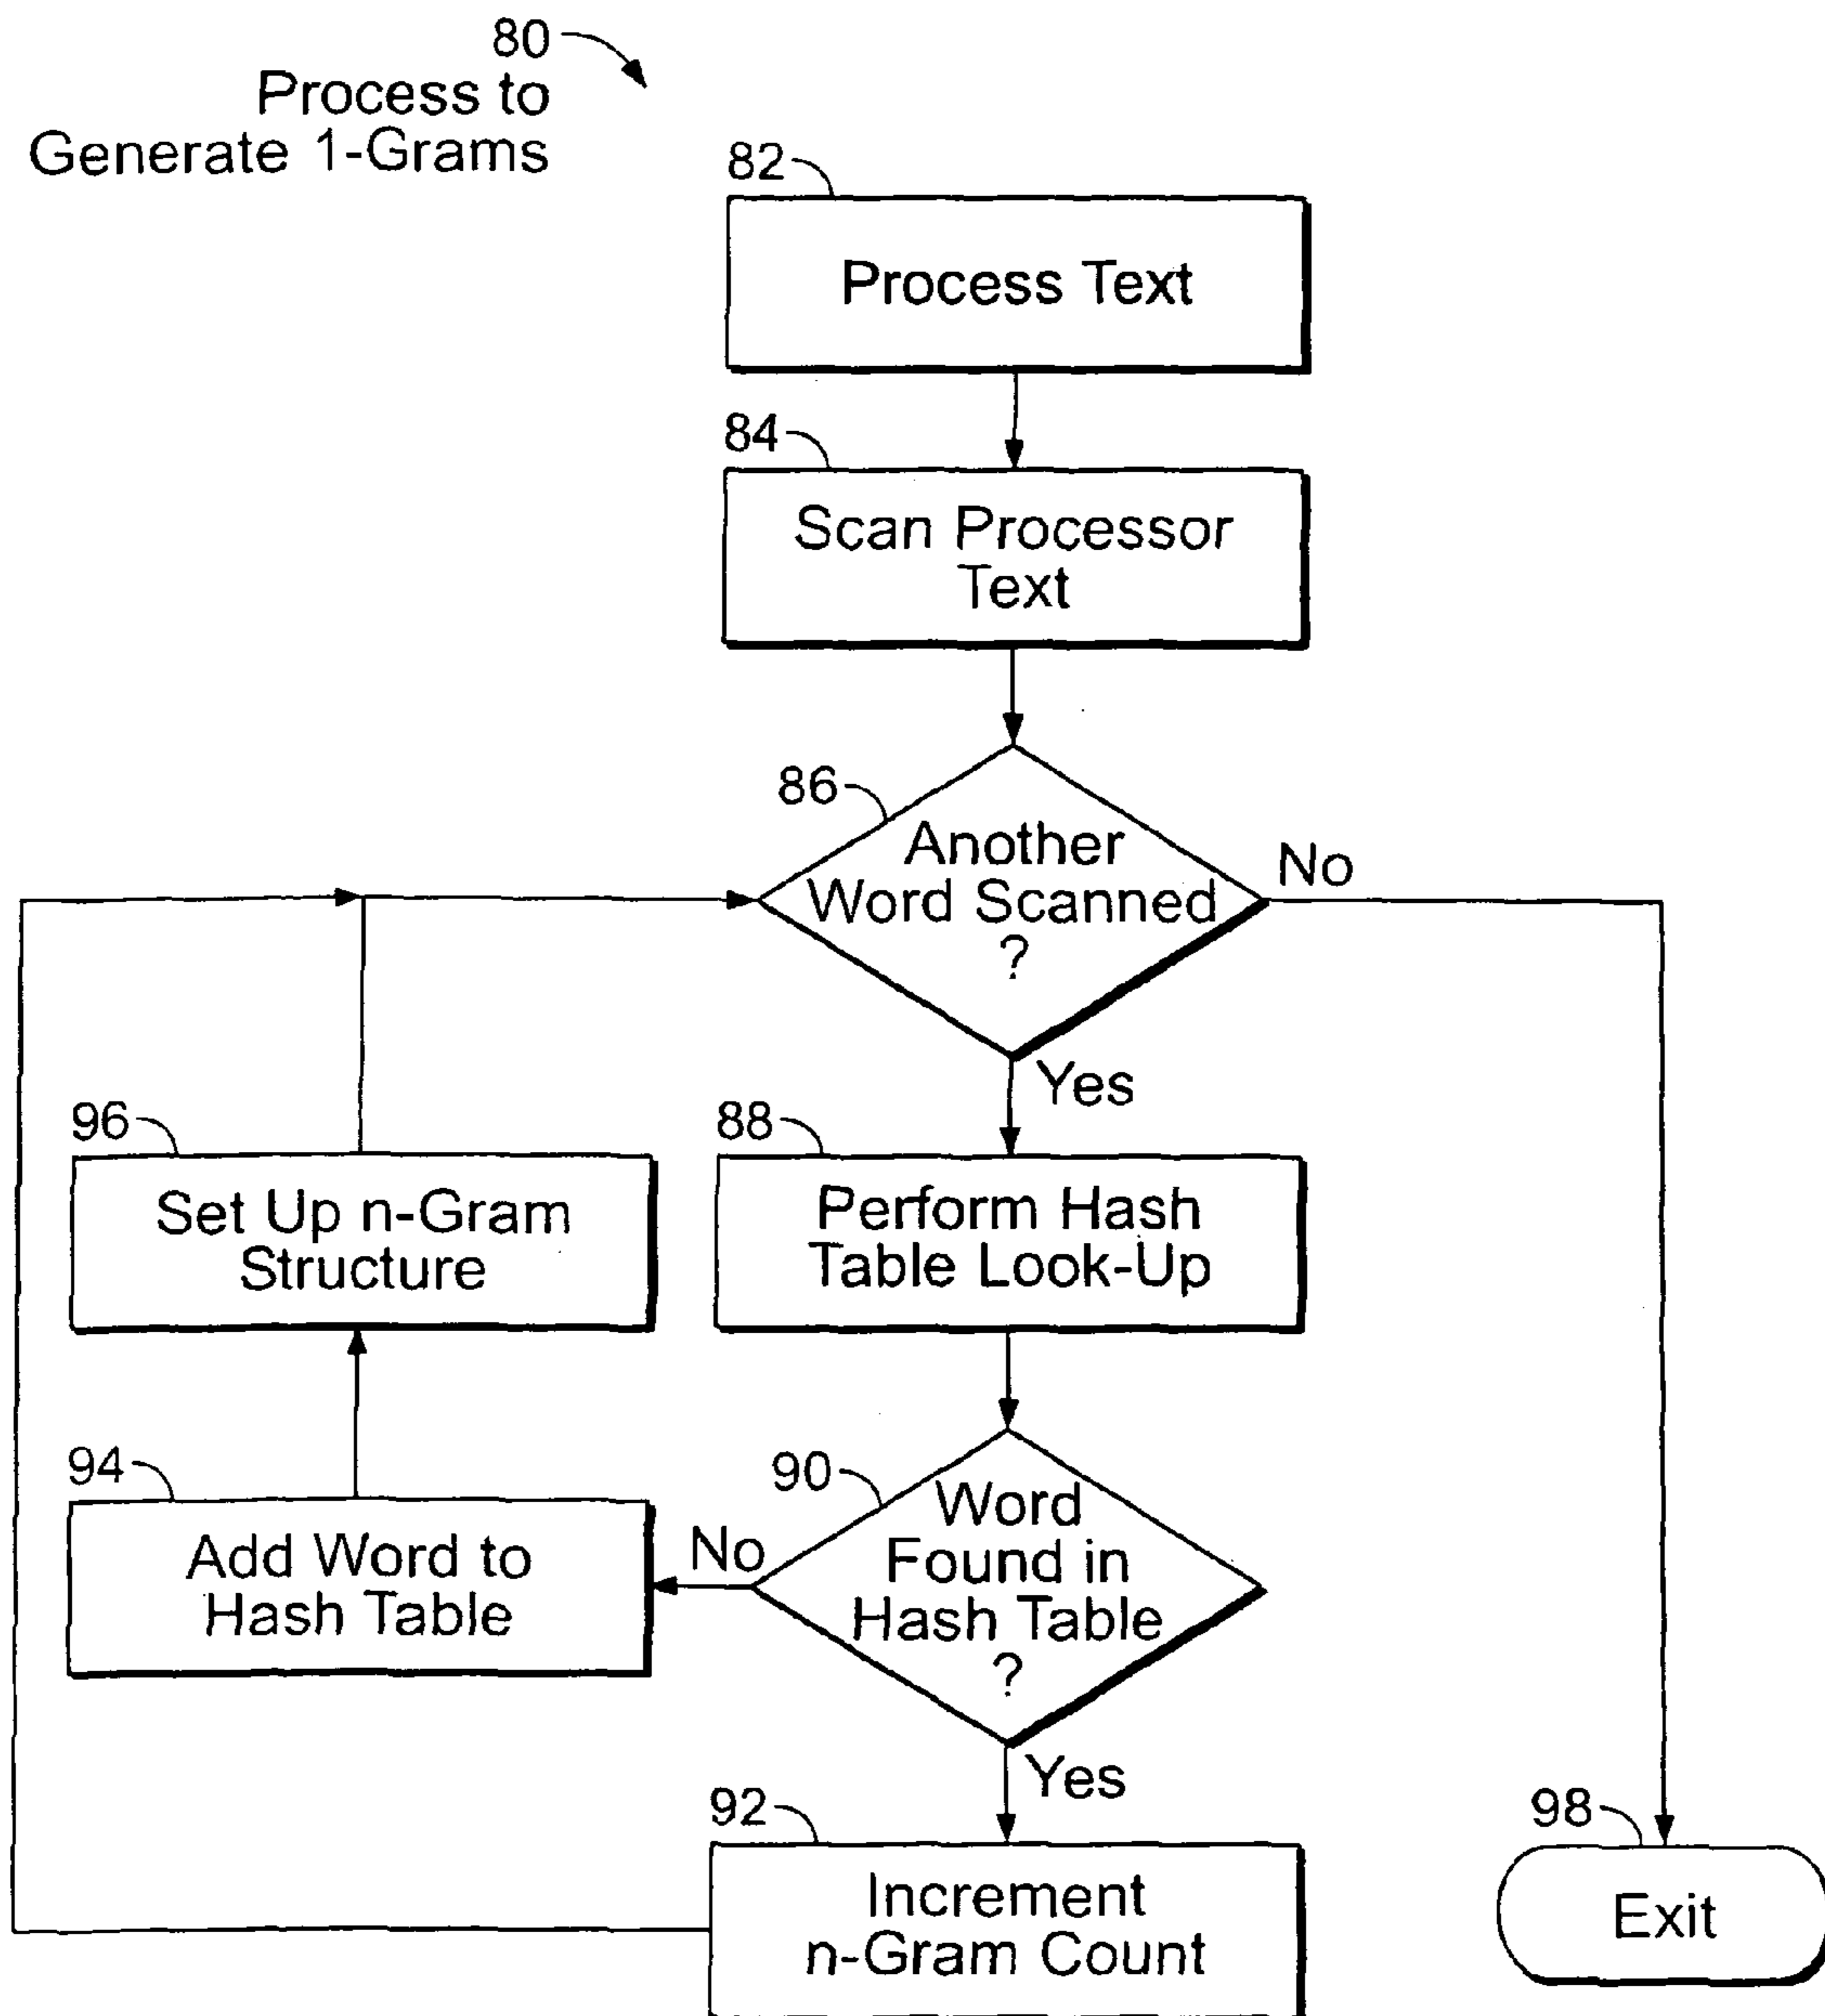 80
Process to
Generate 1-Grams
82
Process Text
84
Scan Processor
Text
86
Another
Word Scanned
?
No
Yes
96
Set Up n-Gram
Structure
88
Perform Hash
Table Look-Up
94
Add Word to
Hash Table
No
90
Word
Found in
Hash Table
?
Yes
92
Increment
n-Gram Count
98
Exit